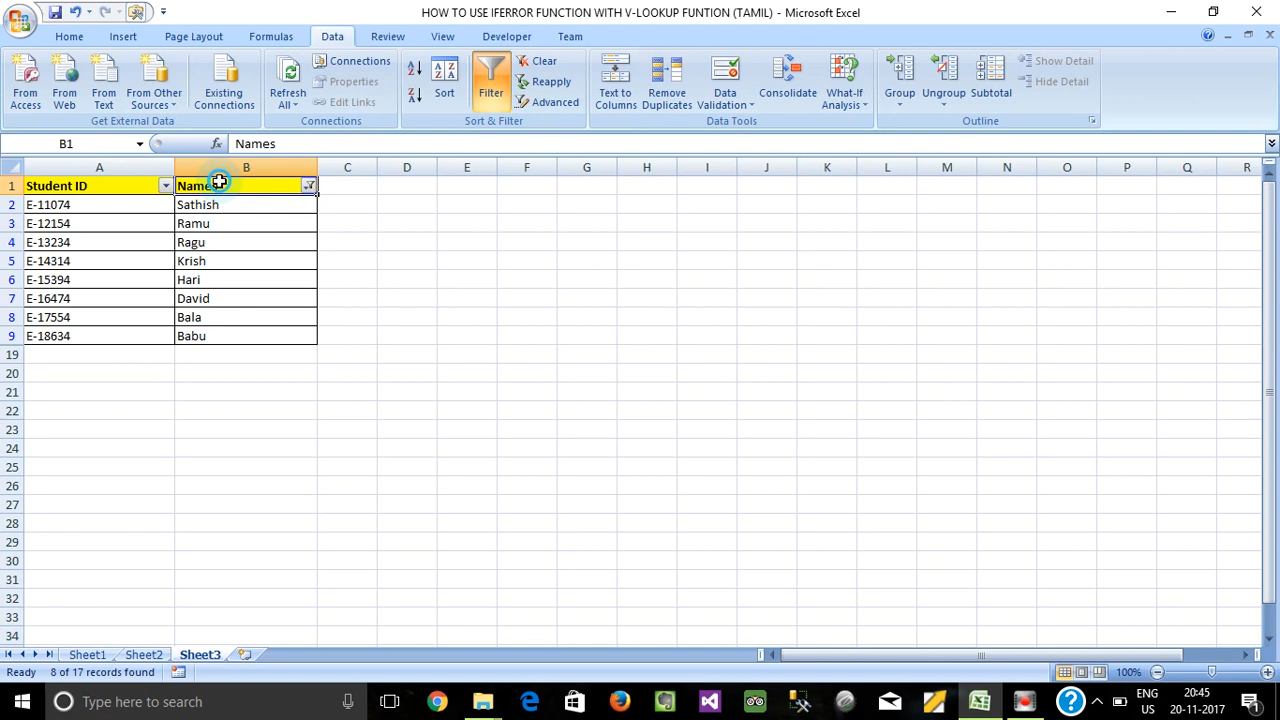 HOW TO USE IFERROR FUNCTION WITH V-LOOKUP FUNTION (TAMIL) - Microsoft Excel
Home Insert Page Layout Formulas Data Review View Developer Team
From Access
From Web
From Text
From Other Sources
Existing Connections
Get External Data
Refresh All
Connections
Properties
Edit Links
Connections
Sort
Filter
Clear
Reapply
Advanced
Sort & Filter
Text to Columns
Remove Duplicates
Data Validation
Consolidate
What-If Analysis
Data Tools
Group
Ungroup
Subtotal
Show Detail
Hide Detail
Outline
B1 fx Names
A B C D E F G H I J K L M N O P Q R
1 Student ID Names
2 E-11074 Sathish
3 E-12154 Ramu
4 E-13234 Ragu
5 E-14314 Krish
6 E-15394 Hari
7 E-16474 David
8 E-17554 Bala
9 E-18634 Babu
19
20
21
22
23
24
25
26
27
28
29
30
31
32
33
34
Sheet1 Sheet2 Sheet3
Ready 8 of 17 records found 100%
Type here to search
ENG
IN
20:45
20-11-2017
1